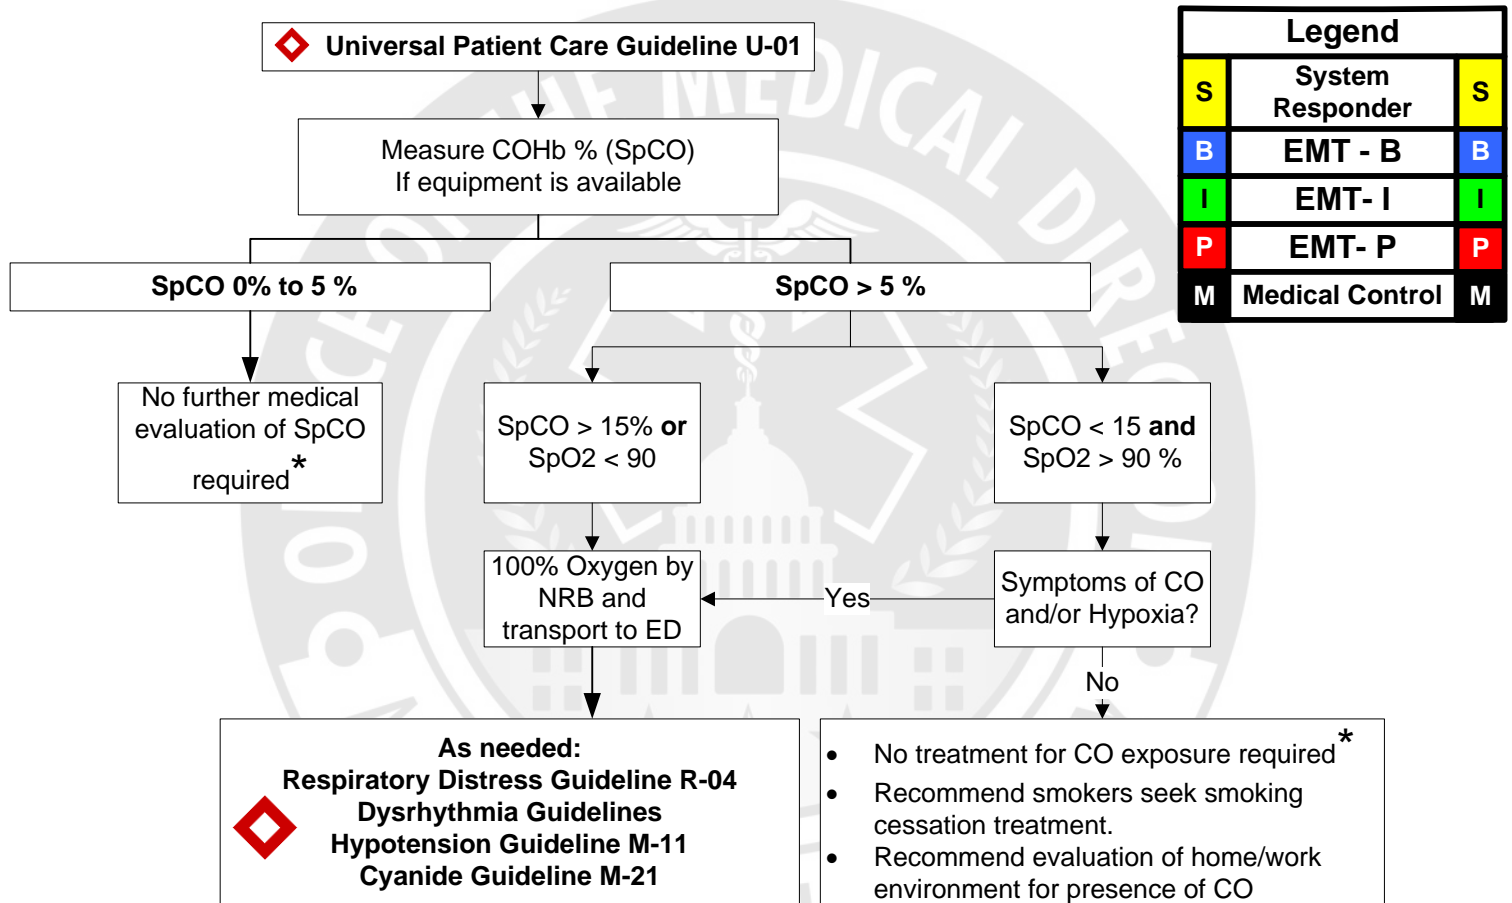 Universal Patient Care Guideline U-01
Legend
S System S
Responder
B EMT - B B
I EMT- I I
P EMT- P P
M Medical Control M
Measure COHb % (SpCO)
If equipment is available
SpCO 0% to 5 %
SpCO > 5 %
No further medical
evaluation of SpCO
required*
SpCO > 15% or
SpO2 < 90
SpCO < 15 and
SpO2 > 90 %
100% Oxygen by
NRB and
transport to ED
Yes
Symptoms of CO
and/or Hypoxia?
No
As needed:
Respiratory Distress Guideline R-04
Dysrhythmia Guidelines
Hypotension Guideline M-11
Cyanide Guideline M-21
• No treatment for CO exposure required*
• Recommend smokers seek smoking
cessation treatment.
• Recommend evaluation of home/work
environment for presence of CO
OF THE MEDICAL DIRECTOR